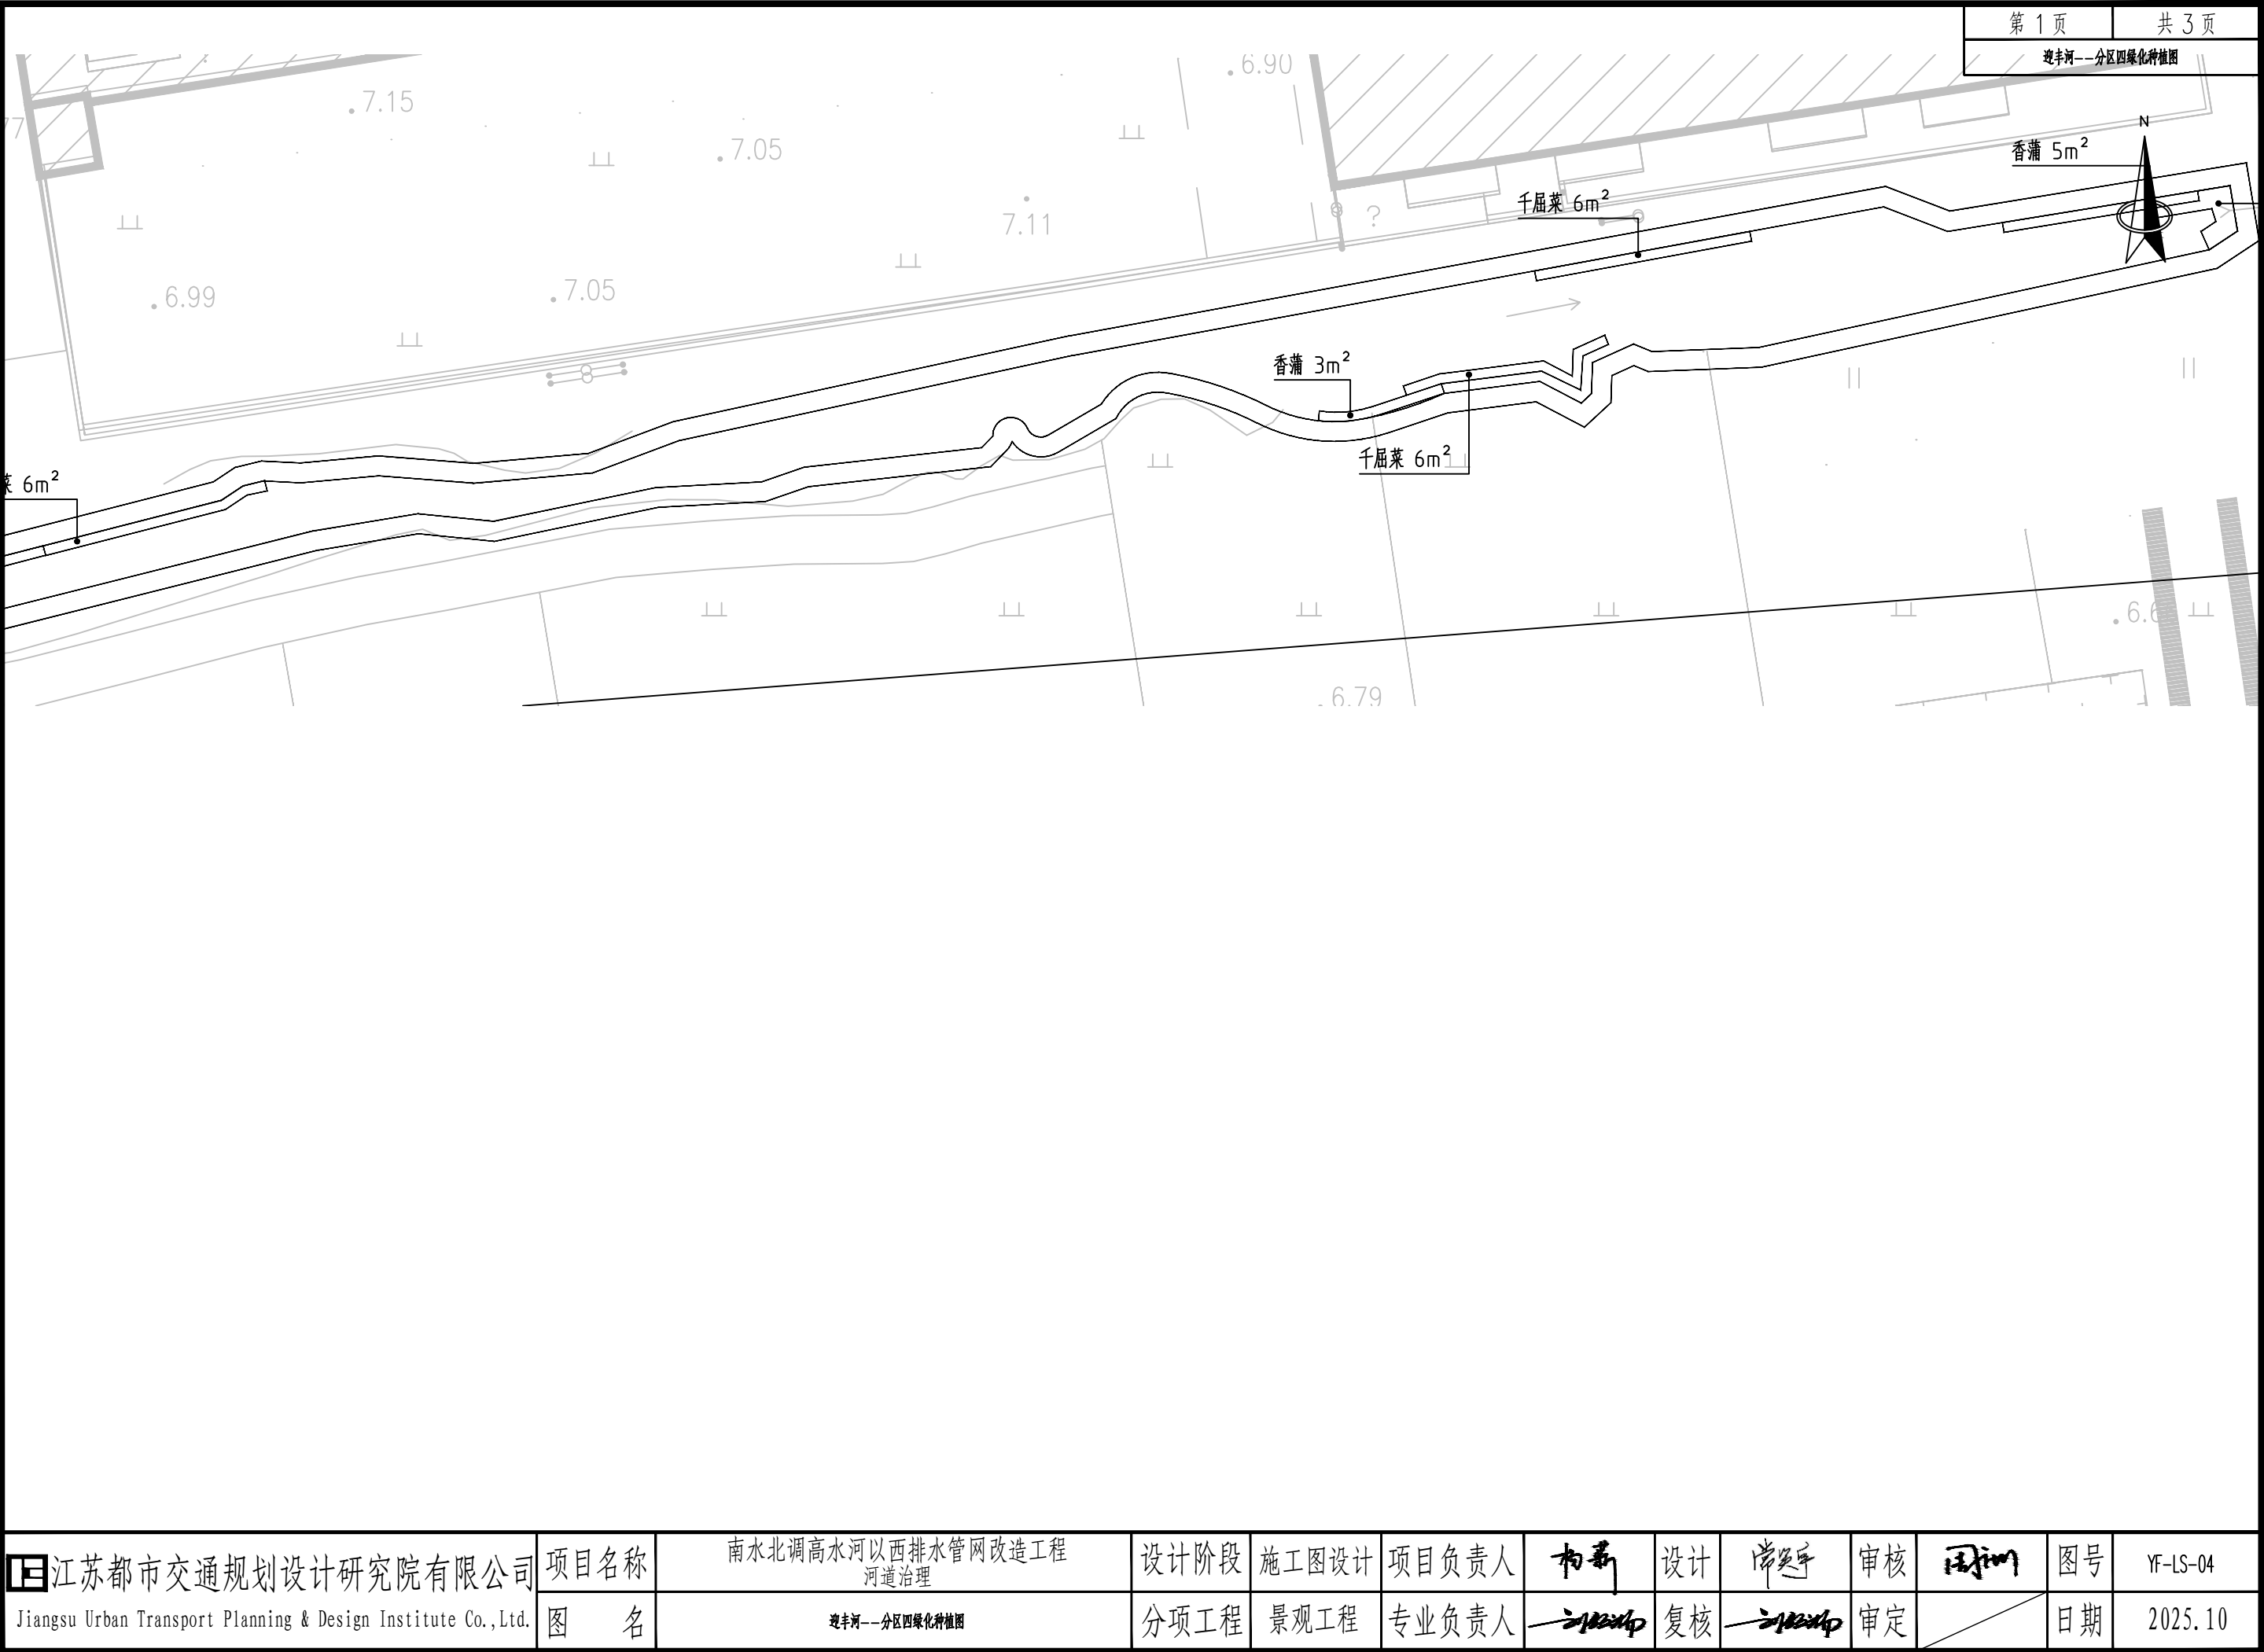 第 1 页 共 3 页
迎丰河--分区四绿化种植图
6.90
7.15
77
7.05
N
香蒲 5m²
千屈菜 6m²
7.11
?
6.99
7.05
香蒲 3m²
千屈菜 6m²
菜 6m²
6.6
6.79
江苏都市交通规划设计研究院有限公司
Jiangsu Urban Transport Planning & Design Institute Co.,Ltd.
项目名称 南水北调高水河以西排水管网改造工程
河道治理
设计阶段 施工图设计 项目负责人 设计 审核 图号 YF-LS-04
图 名 迎丰河--分区四绿化种植图 分项工程 景观工程 专业负责人 复核 审定 日期 2025.10